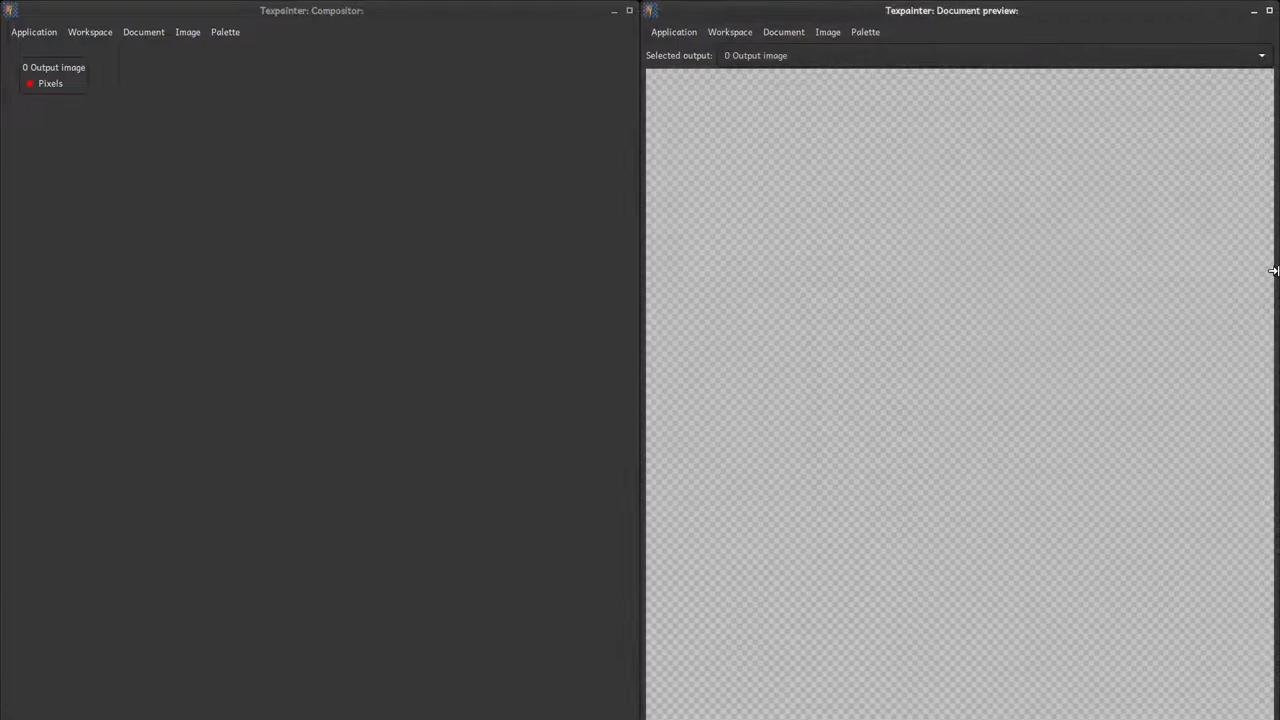 Texpainter: Compositor:
Application Workspace Document Image Palette
0 Output image
Pixels
Texpainter: Document preview:
Application Workspace Document Image Palette
Selected output: 0 Output image